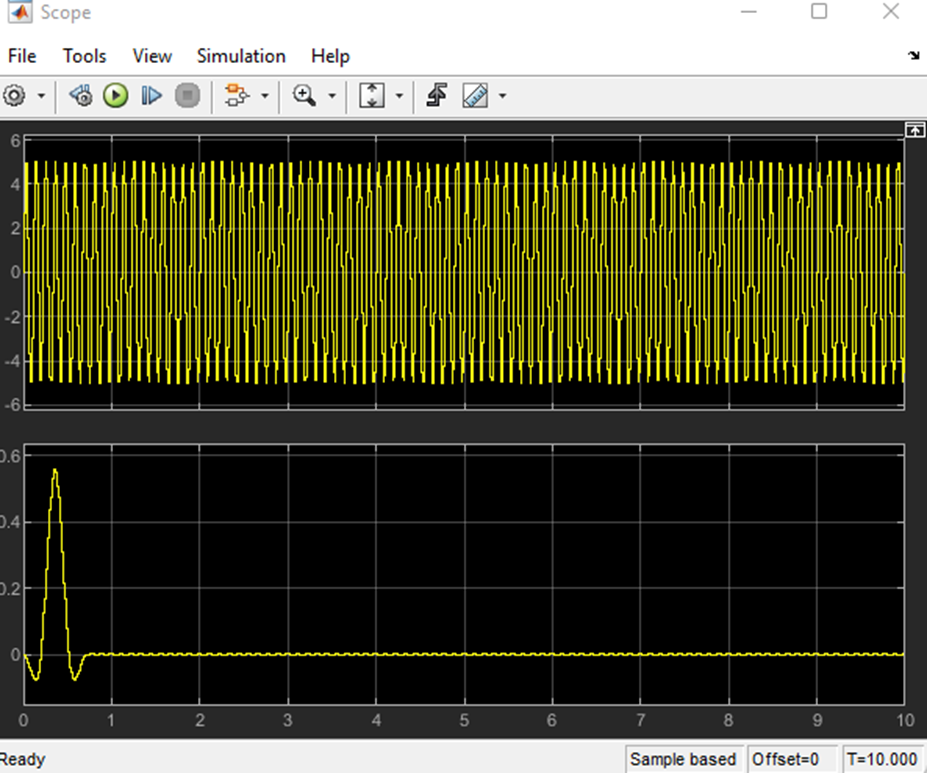 Scope
File Tools View Simulation Help
6
4
2
0
-2
-4
-6
0.6
0.4
0.2
0
0 1 2 3 4 5 6 7 8 9 10
Ready Sample based Offset=0 T=10.000